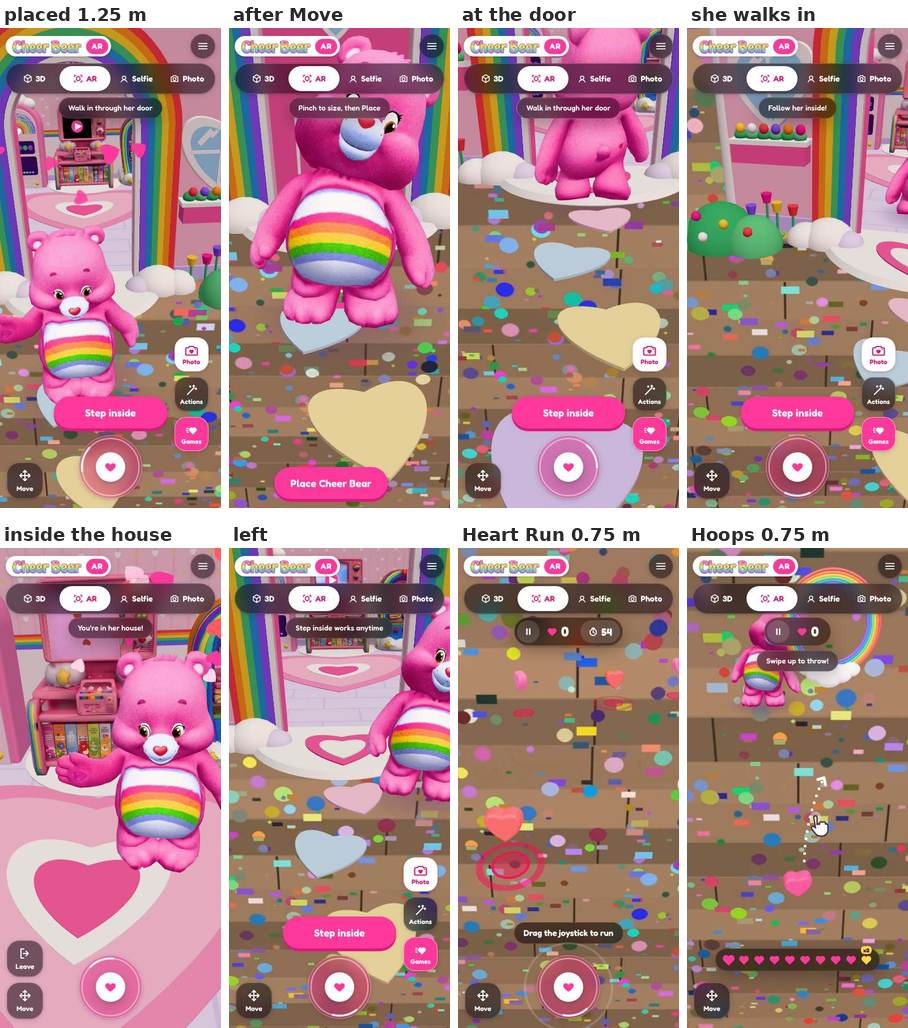 placed 1.25 m
Cheer Bear AR
3D AR Selfie Photo
Walk in through her door
Photo
Actions
Step inside
Games
Move
after Move
Cheer Bear AR
3D AR Selfie Photo
Pinch to size, then Place
Place Cheer Bear
at the door
Cheer Bear AR
3D AR Selfie Photo
Walk in through her door
Photo
Actions
Step inside
Games
Move
she walks in
Cheer Bear AR
3D AR Selfie Photo
Follow her inside!
Photo
Actions
Step inside
Games
Move
inside the house
Cheer Bear AR
3D AR Selfie Photo
You're in her house!
Leave
Move
left
Cheer Bear AR
3D AR Selfie Photo
Step inside works anytime
Photo
Actions
Step inside
Games
Move
Heart Run 0.75 m
Cheer Bear AR
3D AR Selfie Photo
0 54
Drag the joystick to run
Move
Hoops 0.75 m
Cheer Bear AR
3D AR Selfie Photo
0
Swipe up to throw!
Move